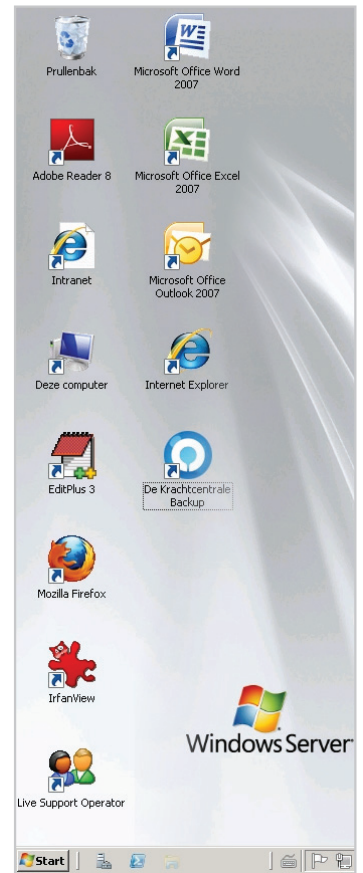 Prullenbak
Microsoft Office Word
2007
Adobe Reader 8
Microsoft Office Excel
2007
Intranet
Microsoft Office
Outlook 2007
Deze computer
Internet Explorer
EditPlus 3
De Krachtcentrale
Backup
Mozilla Firefox
IrfanView
Windows Server
Live Support Operator
Start